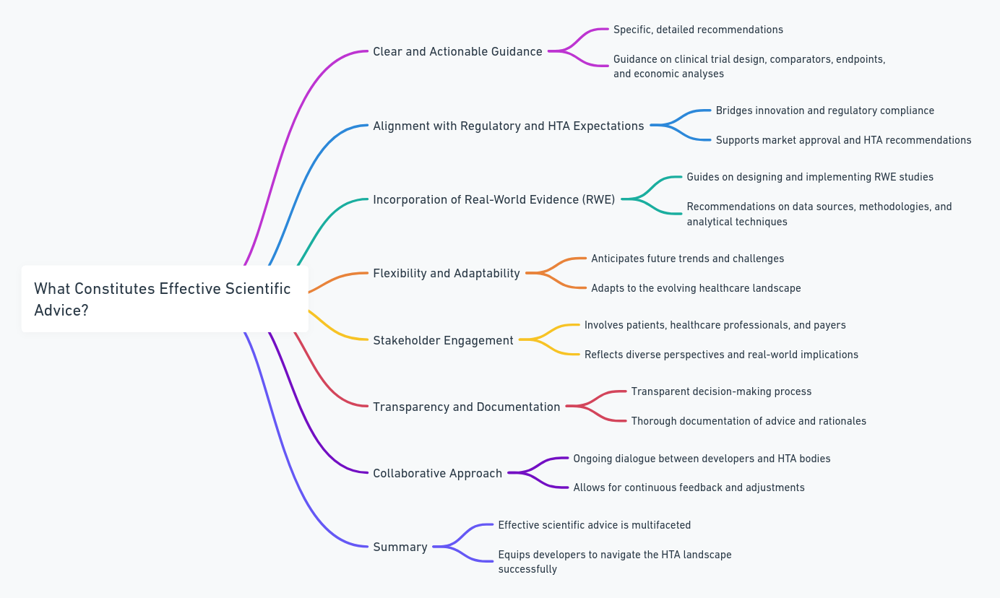 What Constitutes Effective Scientific
Advice?
Clear and Actionable Guidance
Specific, detailed recommendations
Guidance on clinical trial design, comparators, endpoints,
and economic analyses
Alignment with Regulatory and HTA Expectations
Bridges innovation and regulatory compliance
Supports market approval and HTA recommendations
Incorporation of Real-World Evidence (RWE)
Guides on designing and implementing RWE studies
Recommendations on data sources, methodologies, and
analytical techniques
Flexibility and Adaptability
Anticipates future trends and challenges
Adapts to the evolving healthcare landscape
Stakeholder Engagement
Involves patients, healthcare professionals, and payers
Reflects diverse perspectives and real-world implications
Transparency and Documentation
Transparent decision-making process
Thorough documentation of advice and rationales
Collaborative Approach
Ongoing dialogue between developers and HTA bodies
Allows for continuous feedback and adjustments
Summary
Effective scientific advice is multifaceted
Equips developers to navigate the HTA landscape
successfully